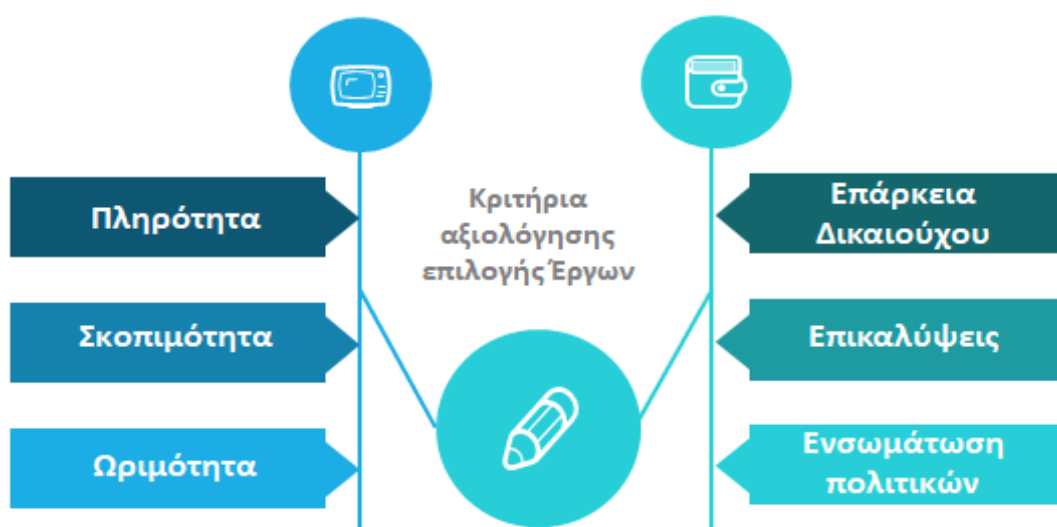 Κριτήρια
αξιολόγησης
επιλογής Έργων
Πληρότητα
Σκοπιμότητα
Ωριμότητα
Επάρκεια
Δικαιούχου
Επικαλύψεις
Ενσωμάτωση
πολιτικών